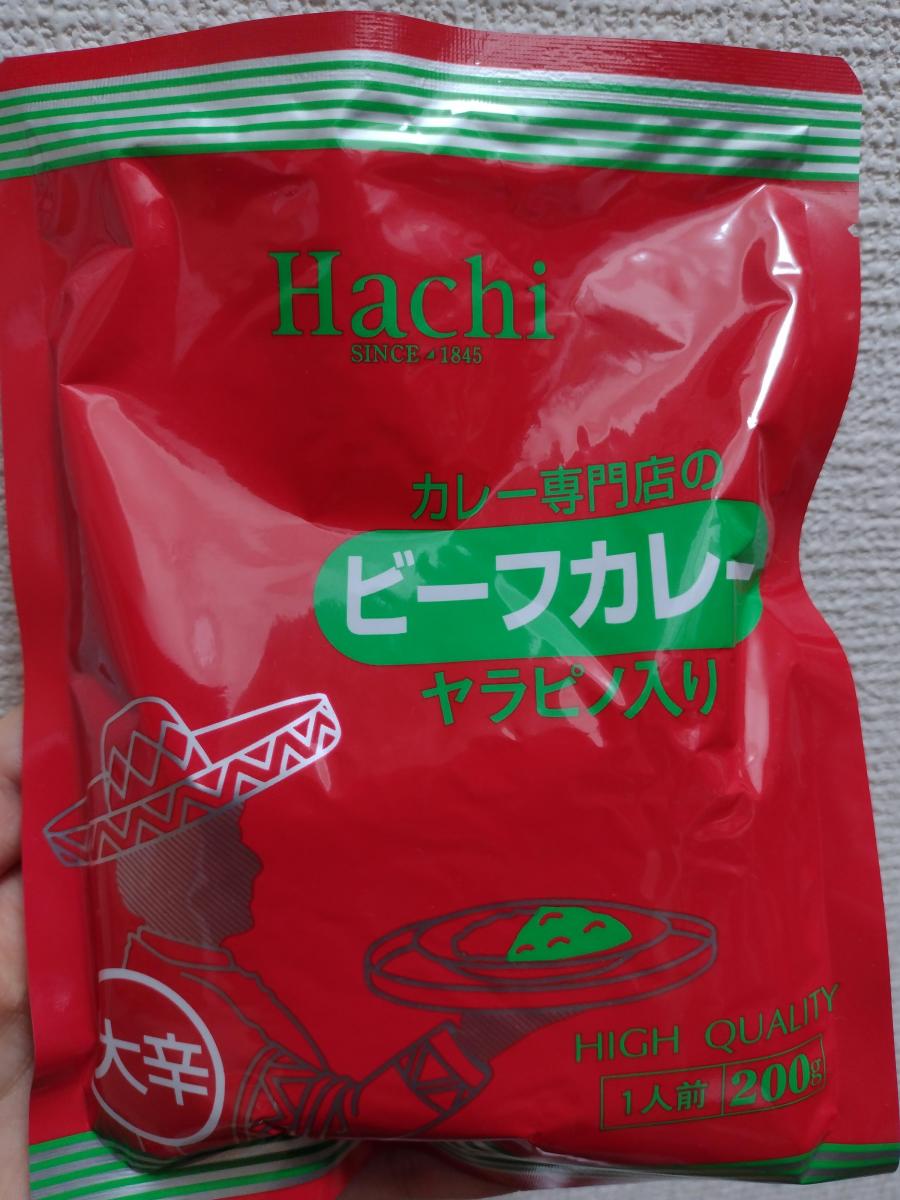 Hachi
SINCE 1845
カレー専門店の
ビーフカレー
ヤラピノ入り
大辛
HIGH QUALITY
1人前 200g